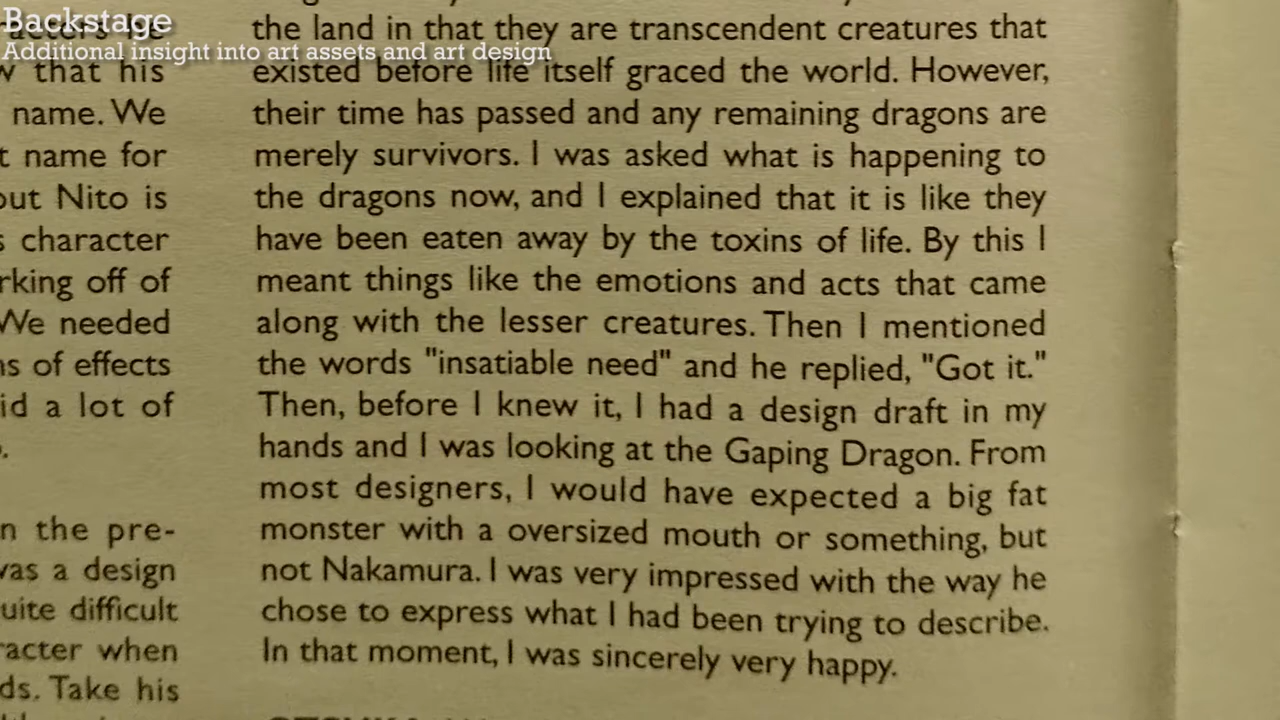 Backstage
Additional insight into art assets and art design
that his
name. We
name for
out Nito is
character
off of
We needed
of effects
a lot of
the pre-
was a design
quite difficult
when
Take his
the land in that they are transcendent creatures that
existed before life itself graced the world. However,
their time has passed and any remaining dragons are
merely survivors. I was asked what is happening to
the dragons now, and I explained that it is like they
have been eaten away by the toxins of life. By this I
meant things like the emotions and acts that came
along with the lesser creatures. Then I mentioned
the words "insatiable need" and he replied, "Got it."
Then, before I knew it, I had a design draft in my
hands and I was looking at the Gaping Dragon. From
most designers, I would have expected a big fat
monster with a oversized mouth or something, but
not Nakamura. I was very impressed with the way he
chose to express what I had been trying to describe.
In that moment, I was sincerely very happy.